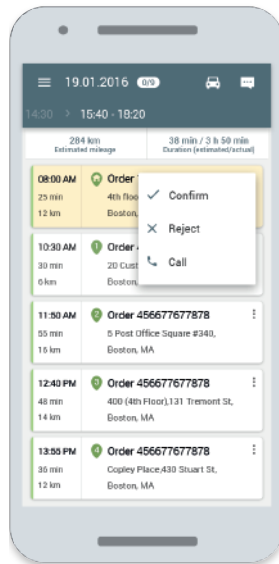 19.01.2016 0/9
14:30 > 15:40 - 18:20
284 km
Estimated mileage
38 min / 3 h 50 min
Duration (estimated/actual)
08:00 AM Order
25 min 4th floo
12 km Boston,
Confirm
Reject
Call
10:30 AM Order
30 min 20 Cust
6 km Boston,
11:50 AM 2 Order 456677677878
55 min 5 Post Office Square #340,
16 km Boston, MA
12:40 PM 3 Order 456677677878
48 min 400 (4th Floor),131 Tremont St,
14 km Boston, MA
13:55 PM 4 Order 456677677878
35 min Copley Place,430 Stuart St,
12 km Boston, MA